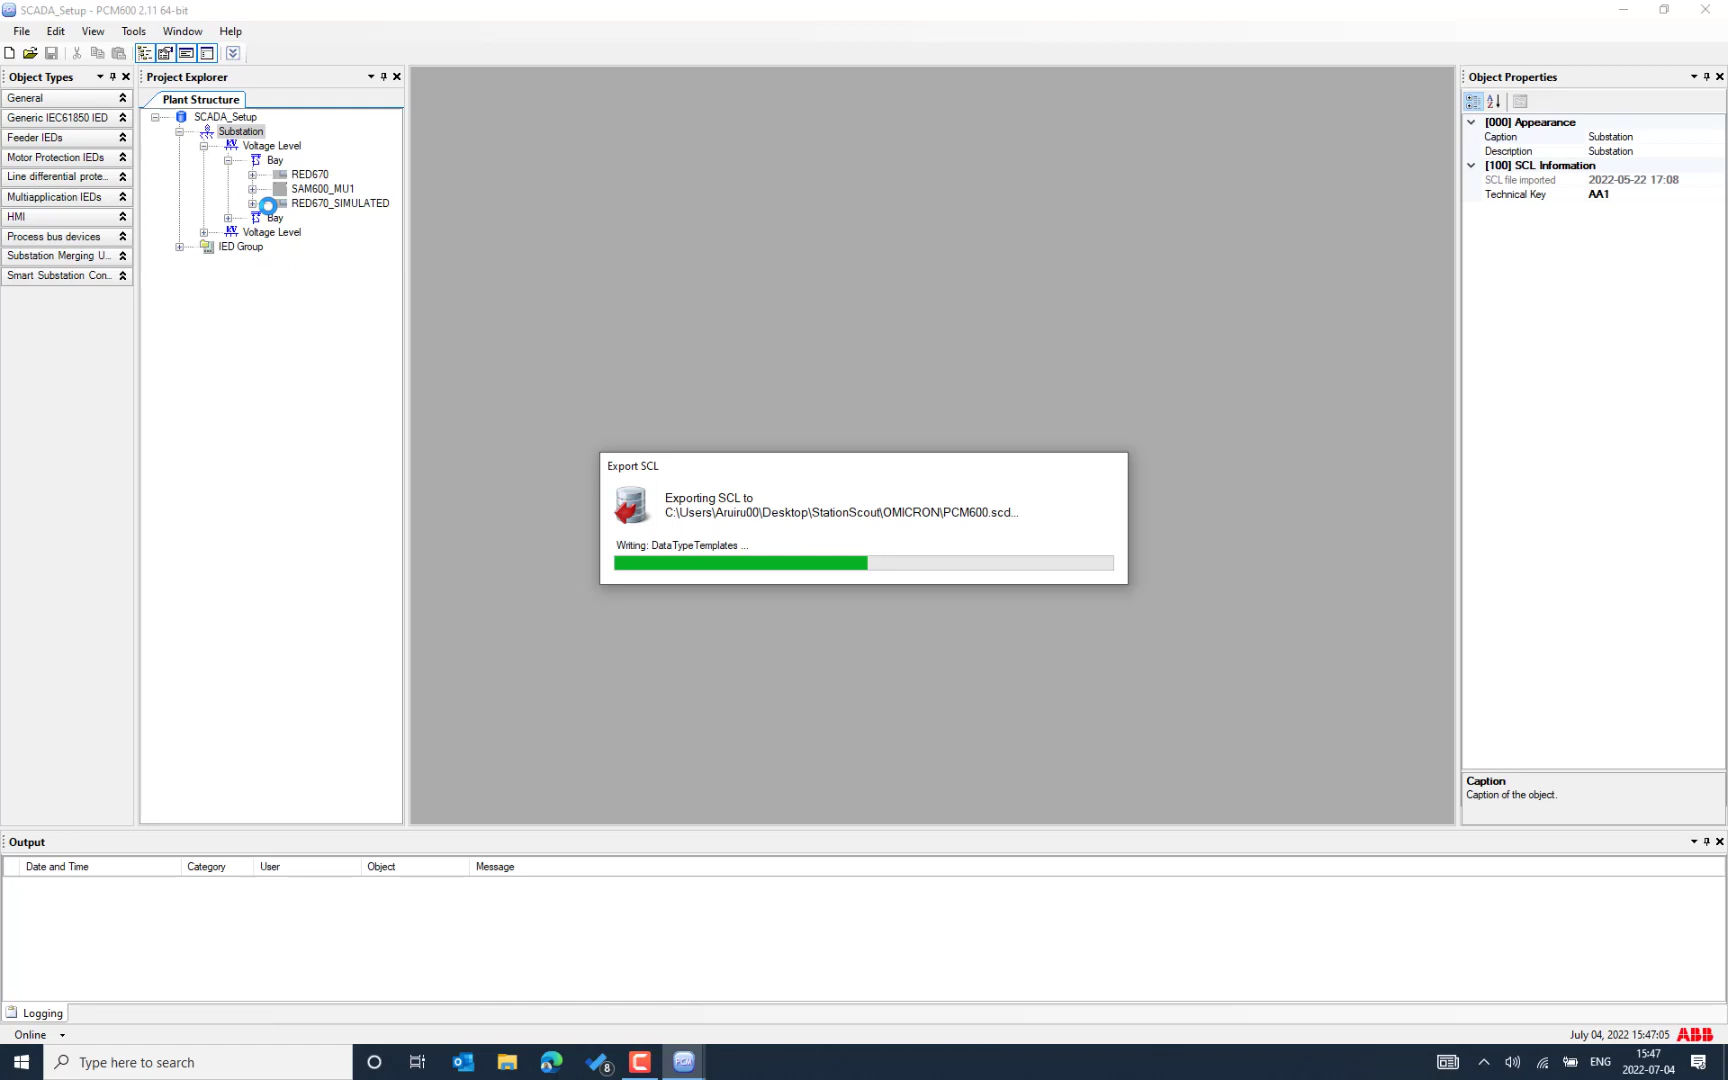 SCADA_Setup - PCM600 2.11 64-bit
File Edit View Tools Window Help
Object Types
General
Generic IEC61850 IED
Feeder IEDs
Motor Protection IEDs
Line differential prote...
Multiapplication IEDs
HMI
Process bus devices
Substation Merging U...
Smart Substation Con...
Project Explorer
Plant Structure
SCADA_Setup
Substation
Voltage Level
Bay
RED670
SAM600_MU1
RED670_SIMULATED
Bay
Voltage Level
IED Group
Export SCL
Exporting SCL to
C:\Users\Aruiru00\Desktop\StationScout\OMICRON\PCM600.scd...
Writing: DataTypeTemplates ...
Object Properties
[000] Appearance
Caption Substation
Description Substation
[100] SCL Information
SCL file imported 2022-05-22 17:08
Technical Key AA1
Caption
Caption of the object.
Output
Date and Time Category User Object Message
Logging
Online
July 04, 2022 15:47:05 ABB
Type here to search
8
PCM
ENG
15:47
2022-07-04